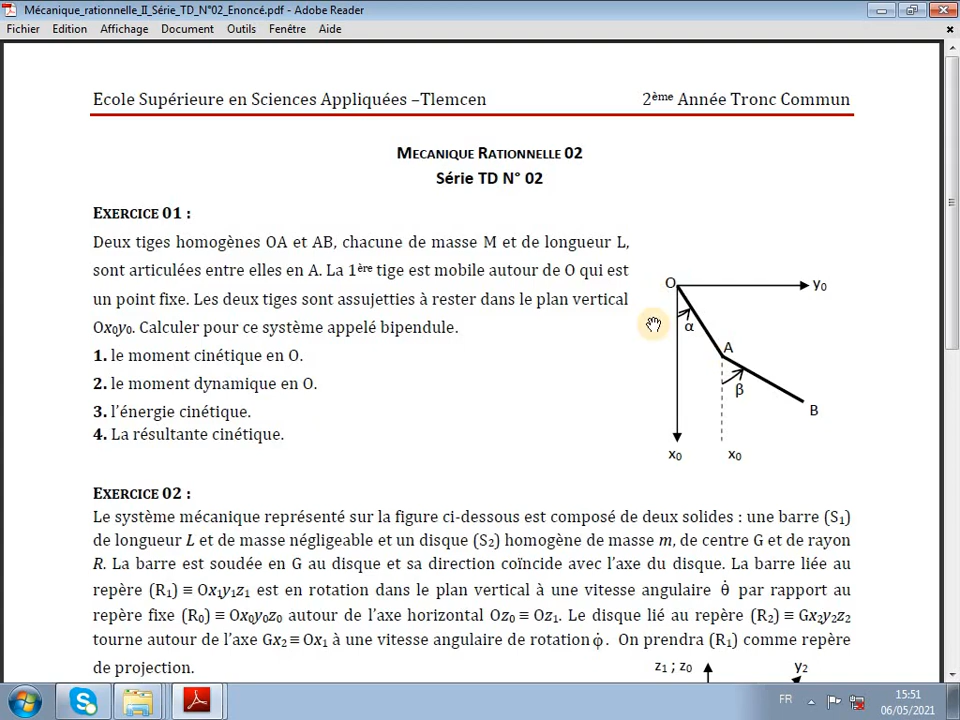 Mécanique_rationnelle_II_Série_TD_N°02_Enoncé.pdf - Adobe Reader
Fichier Edition Affichage Document Outils Fenêtre Aide
Ecole Supérieure en Sciences Appliquées –Tlemcen 2ème Année Tronc Commun
MECANIQUE RATIONNELLE 02
Série TD N° 02
EXERCICE 01 :
Deux tiges homogènes OA et AB, chacune de masse M et de longueur L,
sont articulées entre elles en A. La 1ère tige est mobile autour de O qui est
un point fixe. Les deux tiges sont assujetties à rester dans le plan vertical
Ox0y0. Calculer pour ce système appelé bipendule.
1. le moment cinétique en O.
2. le moment dynamique en O.
3. l'énergie cinétique.
4. La résultante cinétique.
O y0
α
A
β
B
x0 x0
EXERCICE 02 :
Le système mécanique représenté sur la figure ci-dessous est composé de deux solides : une barre (S1)
de longueur L et de masse négligeable et un disque (S2) homogène de masse m, de centre G et de rayon
R. La barre est soudée en G au disque et sa direction coïncide avec l'axe du disque. La barre liée au
repère (R1) ≡ Ox1y1z1 est en rotation dans le plan vertical à une vitesse angulaire θ̇ par rapport au
repère fixe (R0) ≡ Ox0y0z0 autour de l'axe horizontal Oz0 ≡ Oz1. Le disque lié au repère (R2) ≡ Gx2y2z2
tourne autour de l'axe Gx2 ≡ Ox1 à une vitesse angulaire de rotation φ̇. On prendra (R1) comme repère
de projection.
z1 ; z0 y2
FR 15:51
06/05/2021